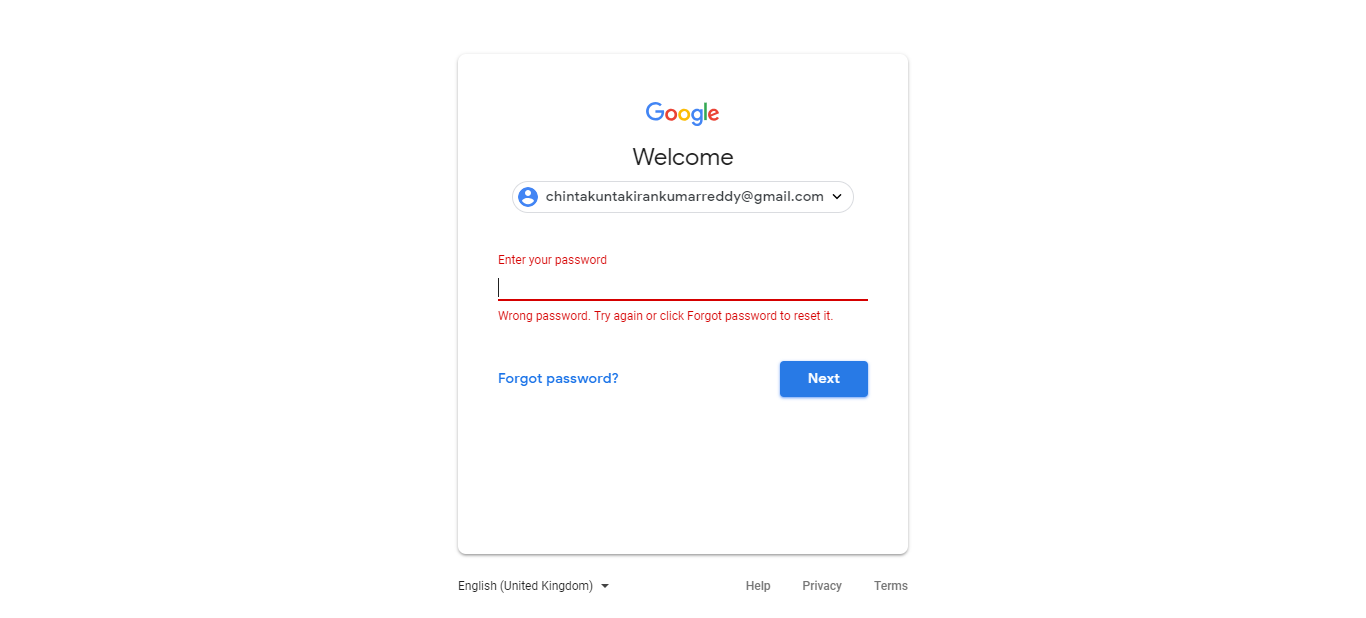 Google
Welcome
chintakuntakirankumarreddy@gmail.com
Enter your password
Wrong password. Try again or click Forgot password to reset it.
Forgot password? Next
English (United Kingdom) Help Privacy Terms